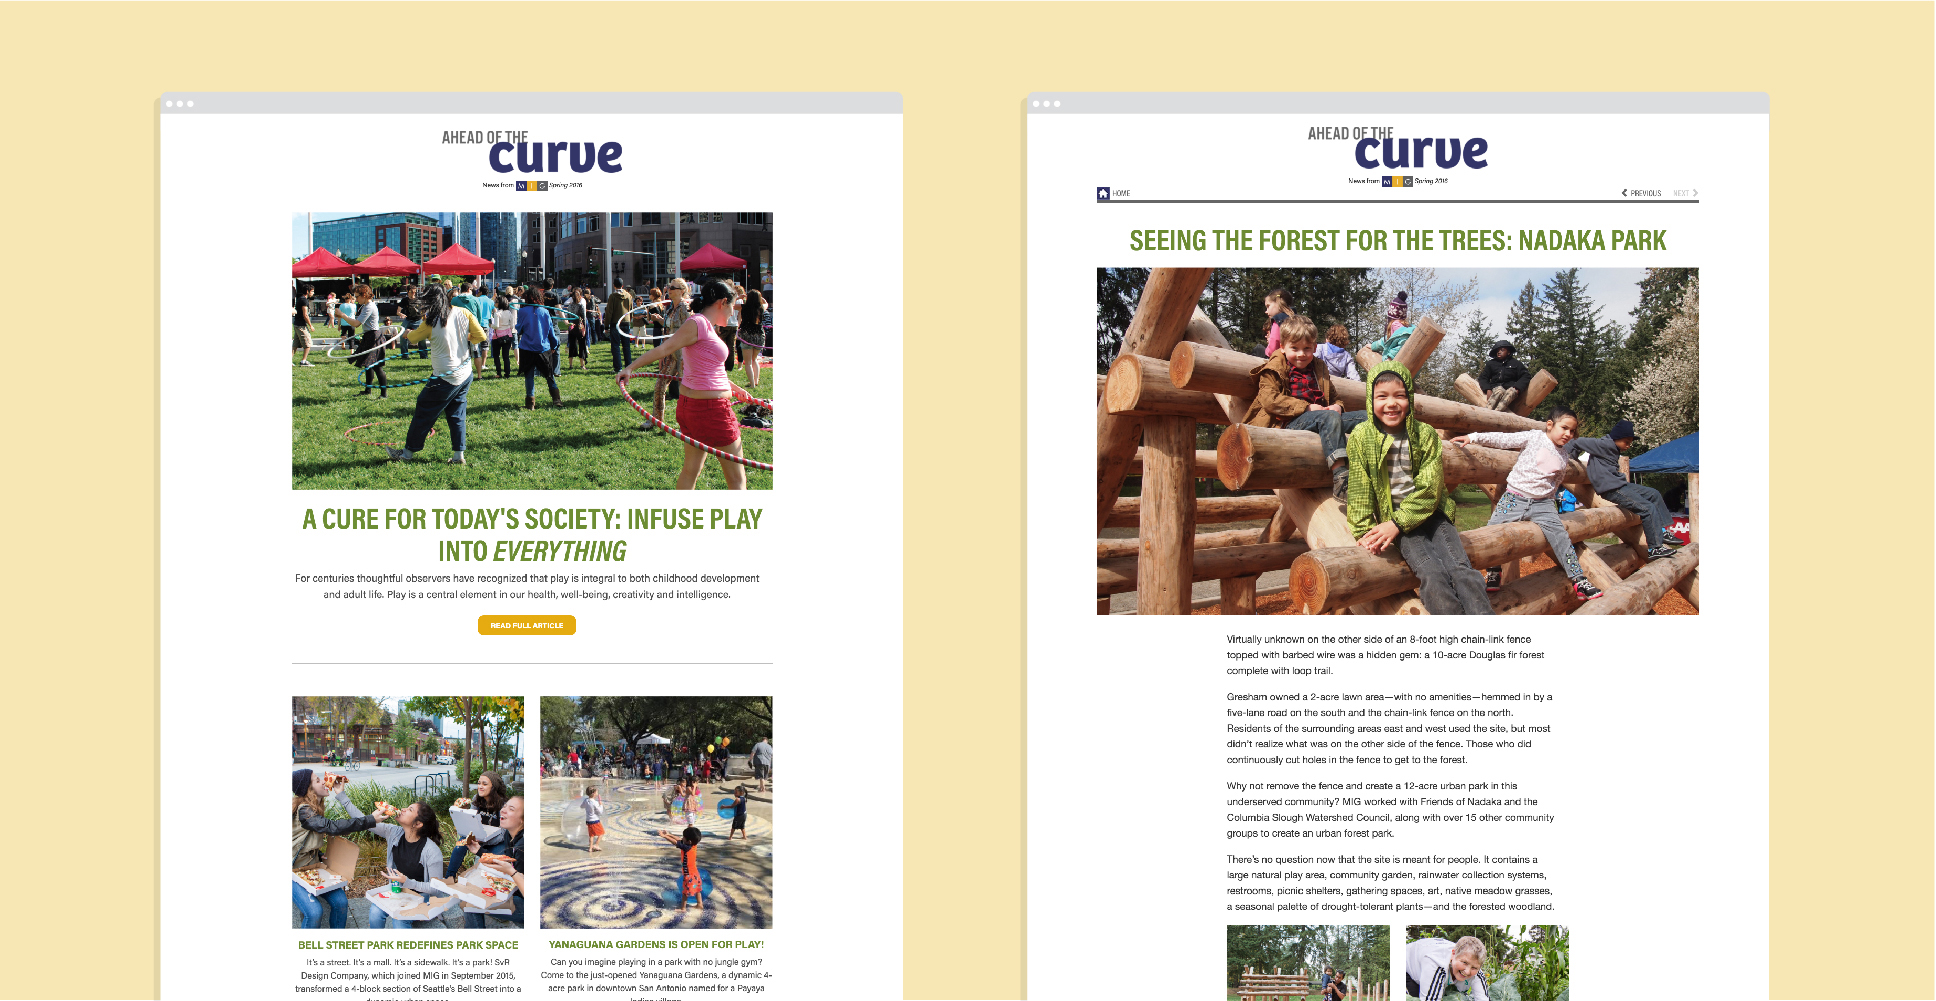 AHEAD OF THE
curve
News from M I G Spring 2016
A CURE FOR TODAY'S SOCIETY: INFUSE PLAY
INTO EVERYTHING
For centuries thoughtful observers have recognized that play is integral to both childhood development
and adult life. Play is a central element in our health, well-being, creativity and intelligence.
READ FULL ARTICLE
BELL STREET PARK REDEFINES PARK SPACE
It's a street. It's a mall. It's a sidewalk. It's a park! SvR
Design Company, which joined MIG in September 2015,
transformed a 4-block section of Seattle's Bell Street into a
YANAGUANA GARDENS IS OPEN FOR PLAY!
Can you imagine playing in a park with no jungle gym?
Come to the just-opened Yanaguana Gardens, a dynamic 4-
acre park in downtown San Antonio named for a Payaya
AHEAD OF THE
curve
News from M I G Spring 2016
HOME
PREVIOUS NEXT
SEEING THE FOREST FOR THE TREES: NADAKA PARK
Virtually unknown on the other side of an 8-foot high chain-link fence
topped with barbed wire was a hidden gem: a 10-acre Douglas fir forest
complete with loop trail.
Gresham owned a 2-acre lawn area—with no amenities—hemmed in by a
five-lane road on the south and the chain-link fence on the north.
Residents of the surrounding areas east and west used the site, but most
didn't realize what was on the other side of the fence. Those who did
continuously cut holes in the fence to get to the forest.
Why not remove the fence and create a 12-acre urban park in this
underserved community? MIG worked with Friends of Nadaka and the
Columbia Slough Watershed Council, along with over 15 other community
groups to create an urban forest park.
There's no question now that the site is meant for people. It contains a
large natural play area, community garden, rainwater collection systems,
restrooms, picnic shelters, gathering spaces, art, native meadow grasses,
a seasonal palette of drought-tolerant plants—and the forested woodland.